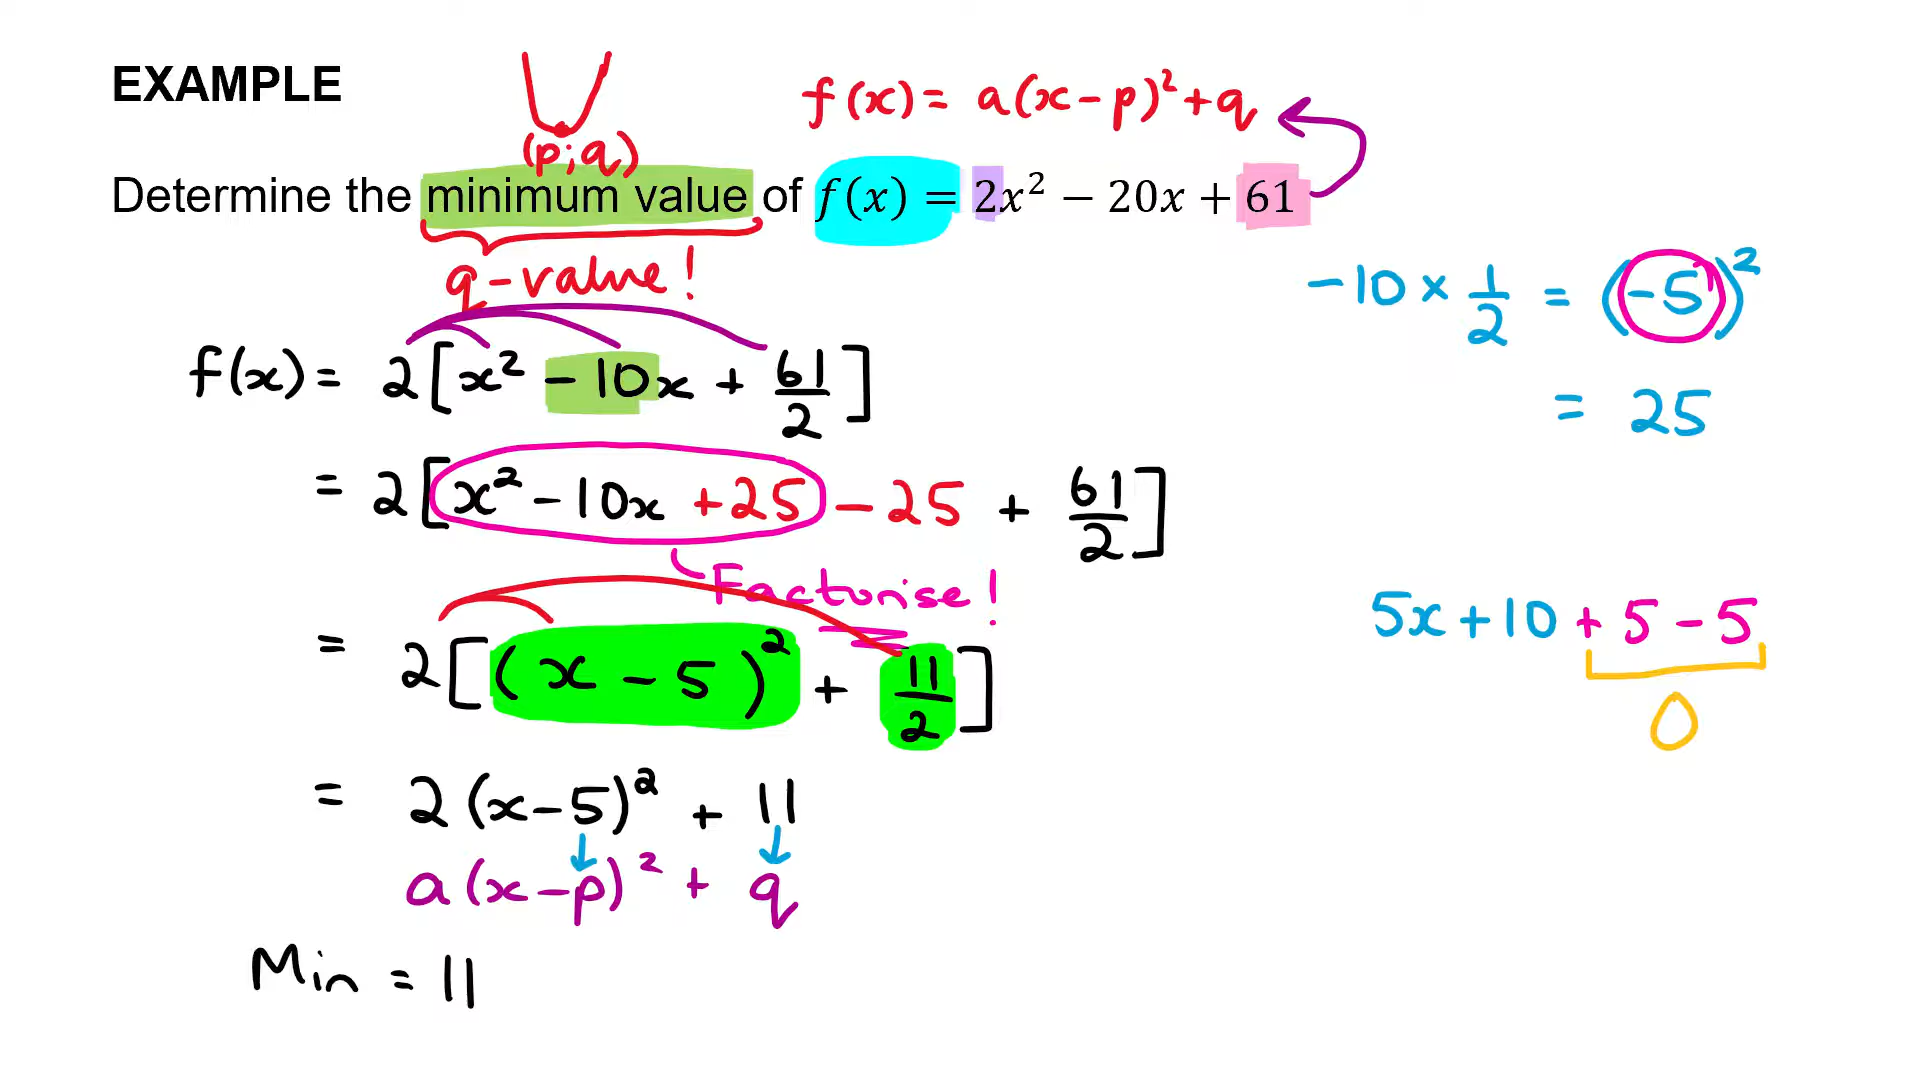 EXAMPLE
f(x) = a(x-p)² + q
(p;q)
Determine the minimum value of f(x) = 2x² − 20x + 61
q-value!
-10 × 1/2 = (-5)²
= 25
f(x) = 2[x² - 10x + 61/2]
= 2[x² - 10x + 25 - 25 + 61/2]
Factorise!
5x + 10 + 5 - 5
0
= 2[(x - 5)² + 11/2]
= 2(x-5)² + 11
a(x-p)² + q
Min = 11